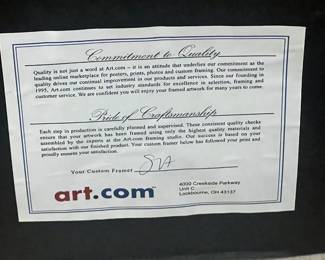 Commitment to Quality
Quality is not just a word at Art.com – it is an attitude that underlies our commitment as the
leading online marketplace for posters, prints, photos and custom framing. Our commitment to
quality drives our continual improvement in our products and services. Since our founding in
1995, Art.com continues to set industry standards for excellence in selection, framing and
customer service. We are confident you will enjoy your framed artwork for many years to come.
Pride of Craftsmanship
Each step in production is carefully planned and supervised. These consistent quality checks
ensure that your artwork has been framed using only the highest quality materials and
assembled by the experts at the Art.com framing studio. Our success is based on your
satisfaction with our finished product. Your custom framer below has followed your print and
proudly ensures your satisfaction.
Your Custom Framer
art.com
4000 Creekside Parkway
Unit C
Lockbourne, OH 43137